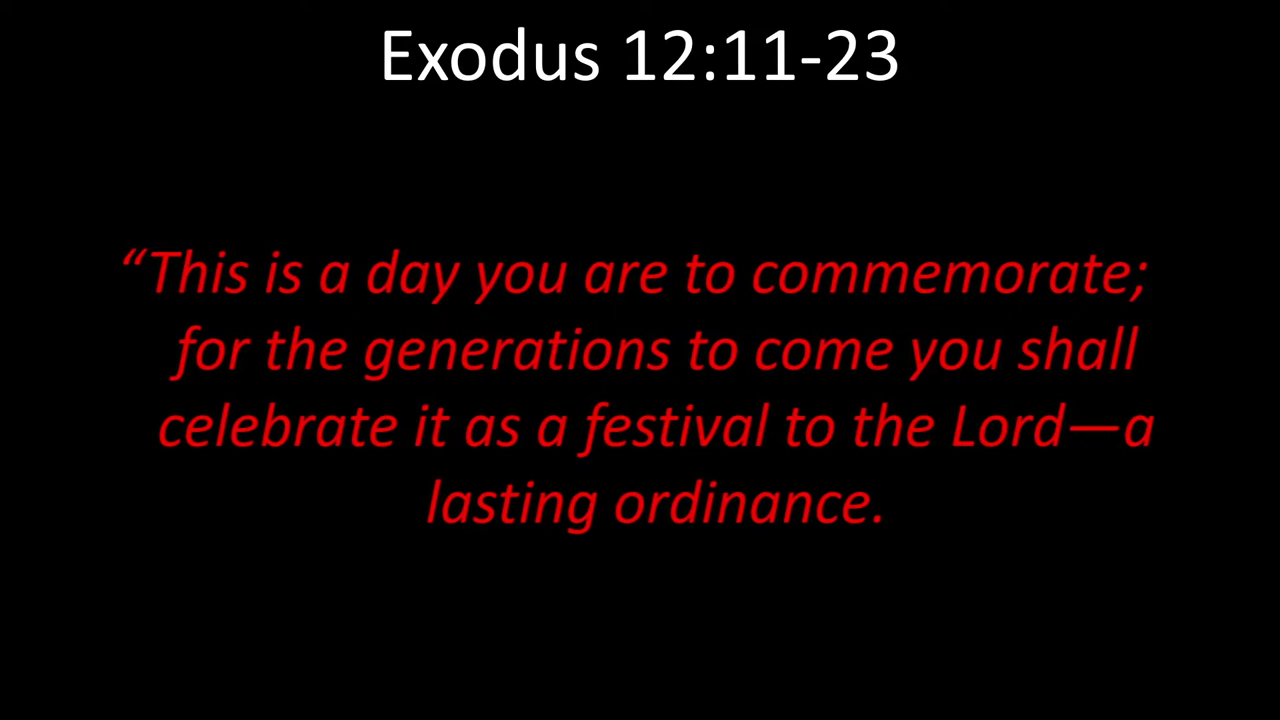 Exodus 12:11-23
“This is a day you are to commemorate;
for the generations to come you shall
celebrate it as a festival to the Lord—a
lasting ordinance.